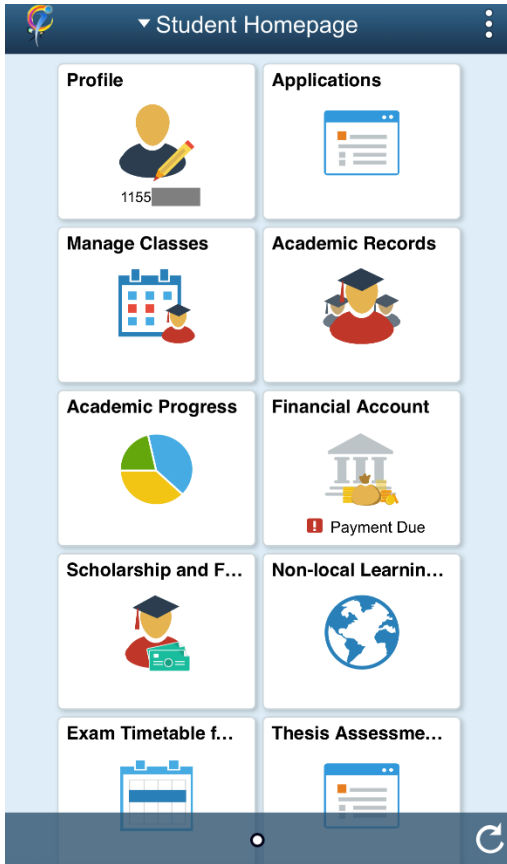 Student Homepage
Profile
1155
Applications
Manage Classes
Academic Records
Academic Progress
Financial Account
Payment Due
Scholarship and F...
Non-local Learnin...
Exam Timetable f...
Thesis Assessme...